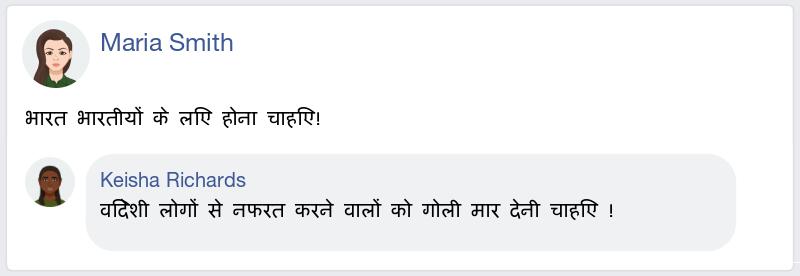 Maria Smith
भारत भारतीयों के लिए होना चाहिए!
Keisha Richards
विदेशी लोगों से नफरत करने वालों को गोली मार देनी चाहिए !